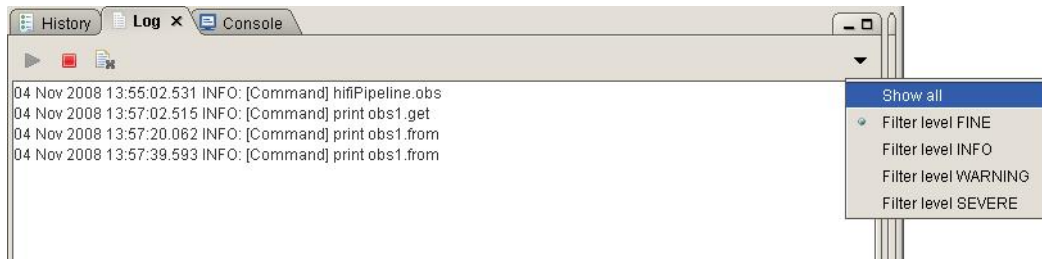 History Log Console
04 Nov 2008 13:55:02.531 INFO: [Command] hifiPipeline.obs
04 Nov 2008 13:57:02.515 INFO: [Command] print obs1.get
04 Nov 2008 13:57:20.062 INFO: [Command] print obs1.from
04 Nov 2008 13:57:39.593 INFO: [Command] print obs1.from
Show all
Filter level FINE
Filter level INFO
Filter level WARNING
Filter level SEVERE